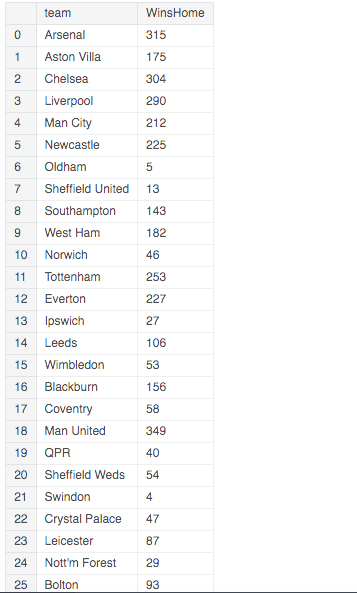 team WinsHome
0 Arsenal 315
1 Aston Villa 175
2 Chelsea 304
3 Liverpool 290
4 Man City 212
5 Newcastle 225
6 Oldham 5
7 Sheffield United 13
8 Southampton 143
9 West Ham 182
10 Norwich 46
11 Tottenham 253
12 Everton 227
13 Ipswich 27
14 Leeds 106
15 Wimbledon 53
16 Blackburn 156
17 Coventry 58
18 Man United 349
19 QPR 40
20 Sheffield Weds 54
21 Swindon 4
22 Crystal Palace 47
23 Leicester 87
24 Nott'm Forest 29
25 Bolton 93